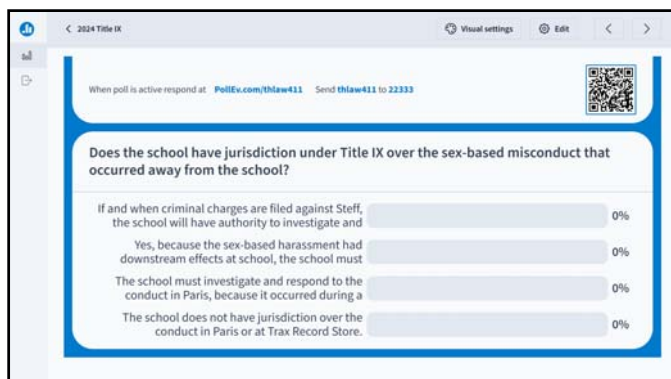 2024 Title IX
Visual settings
Edit
When poll is active respond at PollEv.com/thlaw411 Send thlaw411 to 22333
Does the school have jurisdiction under Title IX over the sex-based misconduct that
occurred away from the school?
If and when criminal charges are filed against Steff,
the school will have authority to investigate and
0%
Yes, because the sex-based harassment had
downstream effects at school, the school must
0%
The school must investigate and respond to the
conduct in Paris, because it occurred during a
0%
The school does not have jurisdiction over the
conduct in Paris or at Trax Record Store.
0%